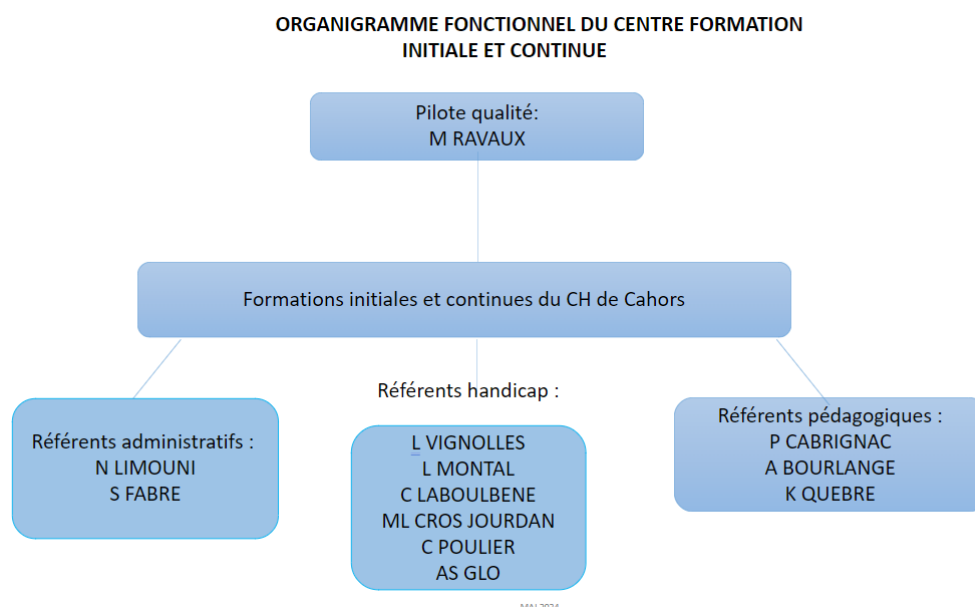 ORGANIGRAMME FONCTIONNEL DU CENTRE FORMATION
INITIALE ET CONTINUE
Pilote qualité:
M RAVAUX
Formations initiales et continues du CH de Cahors
Référents administratifs :
N LIMOUNI
S FABRE
Référents handicap :
L VIGNOLLES
L MONTAL
C LABOULBENE
ML CROS JOURDAN
C POULIER
AS GLO
Référents pédagogiques :
P CABRIGNAC
A BOURLANGE
K QUEBRE
MAI 2024